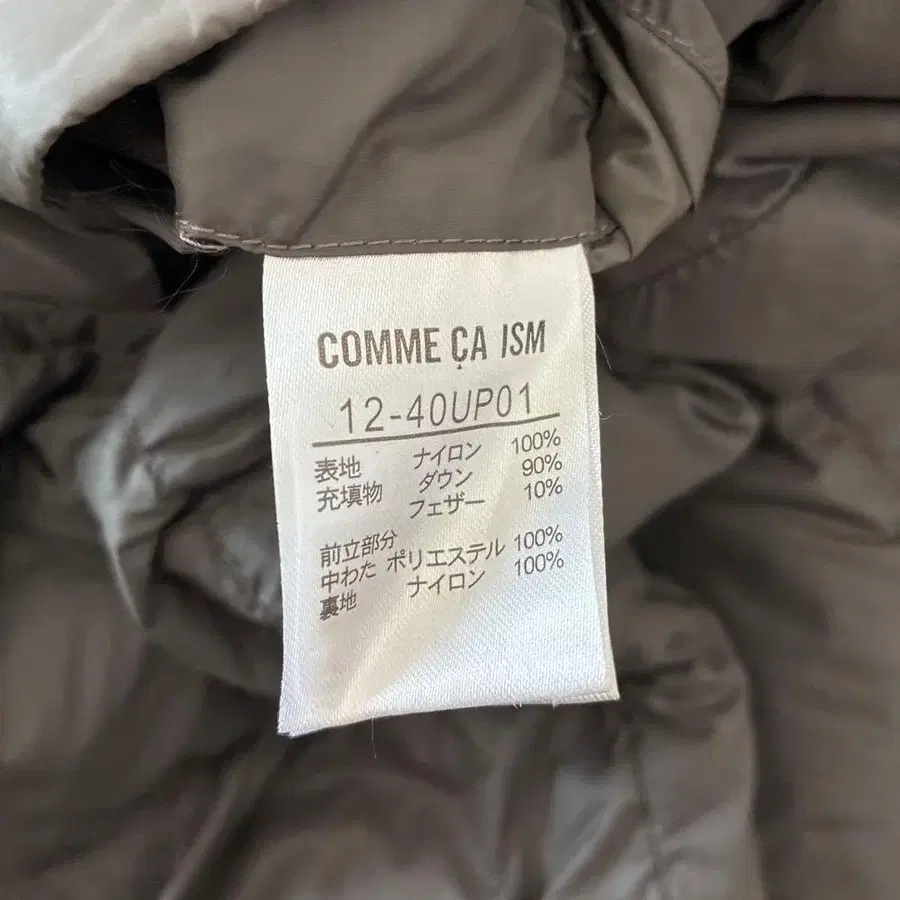 COMME ÇA ISM
12-40UP01
表地 ナイロン 100%
充填物 ダウン 90%
フェザー 10%
前立部分
中わた ポリエステル 100%
裏地 ナイロン 100%